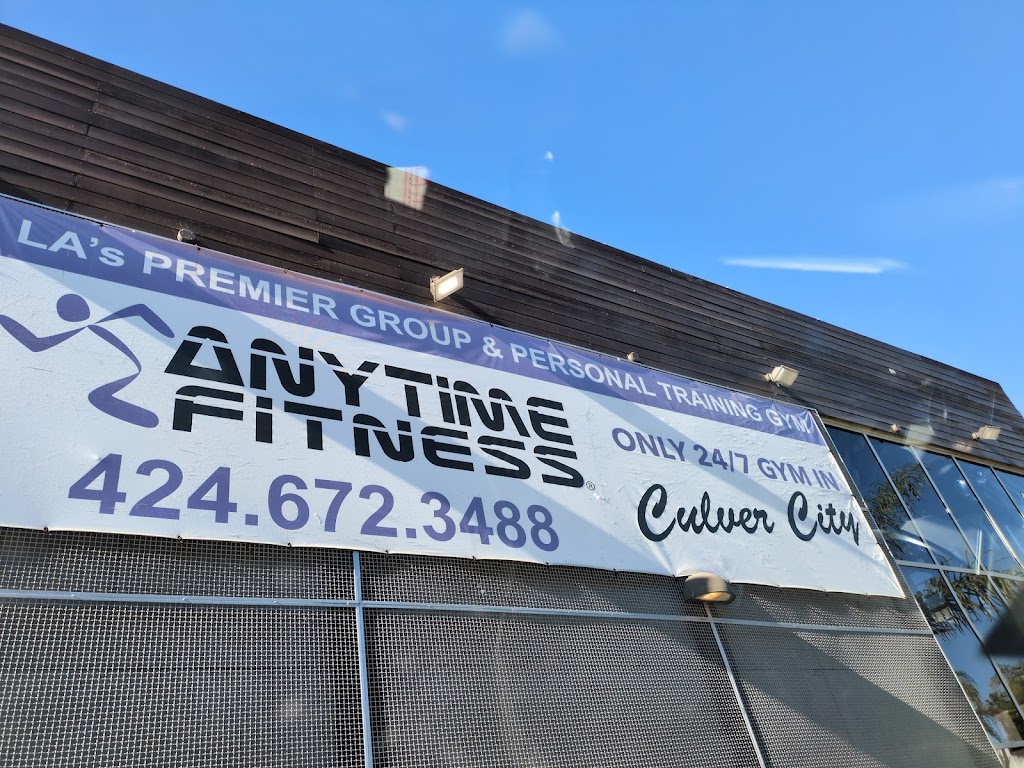 LA's PREMIER GROUP & PERSONAL TRAINING GYM
ANYTIME
FITNESS®
424.672.3488
ONLY 24/7 GYM IN
Culver City